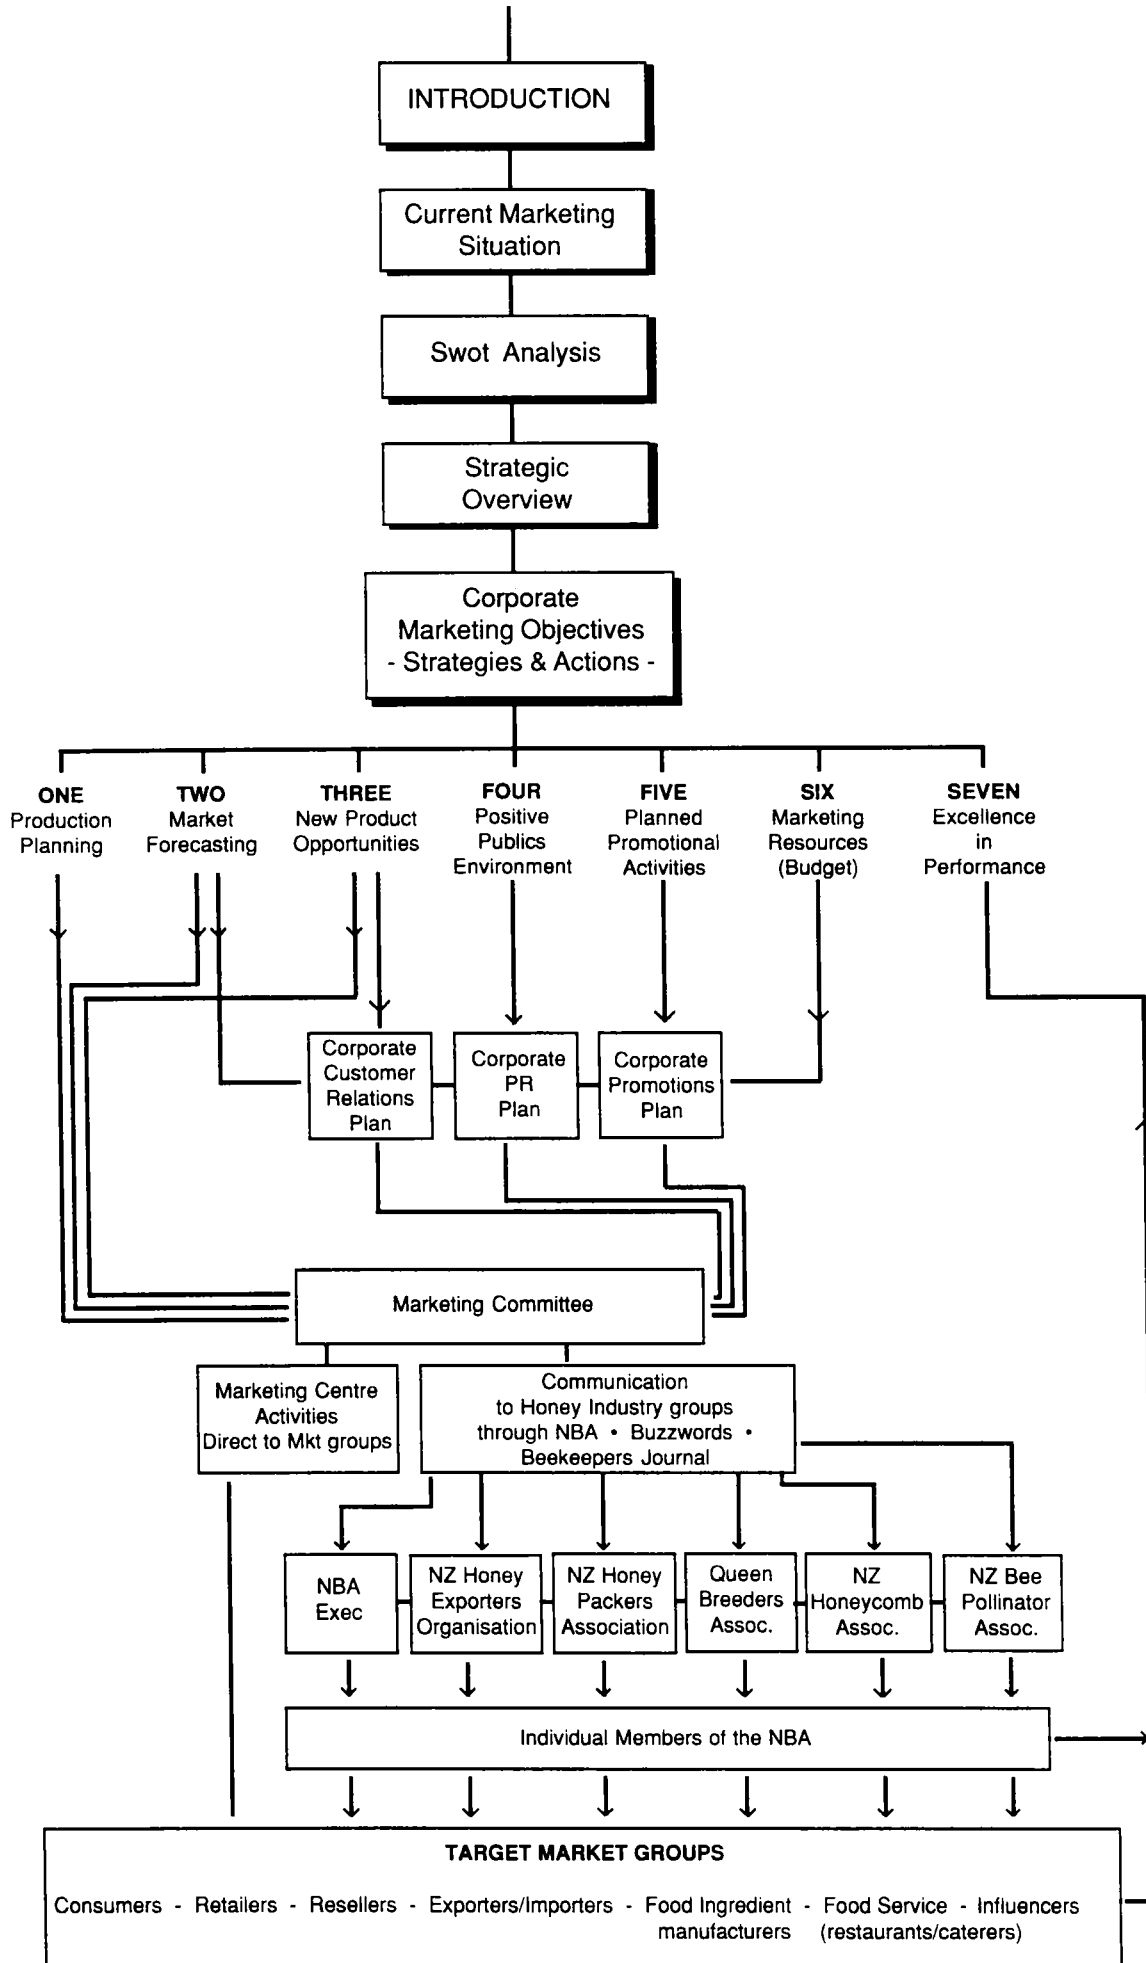 INTRODUCTION
Current Marketing
Situation
Swot Analysis
Strategic
Overview
Corporate
Marketing Objectives
- Strategies & Actions -
ONE
Production
Planning
TWO
Market
Forecasting
THREE
New Product
Opportunities
FOUR
Positive
Publics
Environment
FIVE
Planned
Promotional
Activities
SIX
Marketing
Resources
(Budget)
SEVEN
Excellence
in
Performance
Corporate
Customer
Relations
Plan
Corporate
PR
Plan
Corporate
Promotions
Plan
Marketing Committee
Marketing Centre
Activities
Direct to Mkt groups
Communication
to Honey Industry groups
through NBA • Buzzwords •
Beekeepers Journal
NBA
Exec
NZ Honey
Exporters
Organisation
NZ Honey
Packers
Association
Queen
Breeders
Assoc.
NZ
Honeycomb
Assoc.
NZ Bee
Pollinator
Assoc.
Individual Members of the NBA
TARGET MARKET GROUPS
Consumers - Retailers - Resellers - Exporters/Importers - Food Ingredient - Food Service - Influencers
manufacturers (restaurants/caterers)